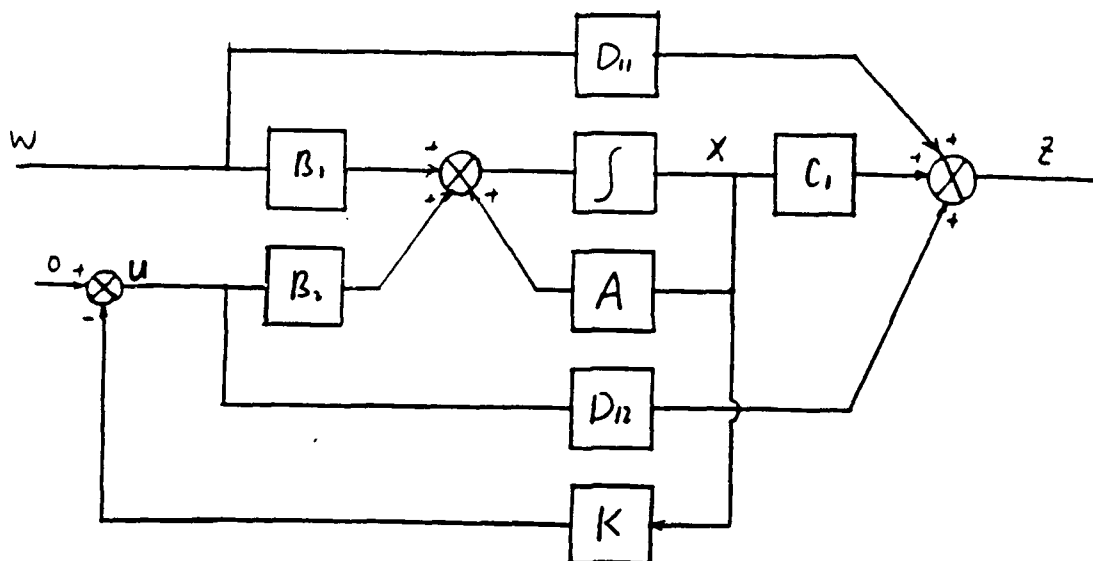 D₁₁
W
B₁
+
+
+
∫
X
C₁
+
+
+
Z
0
+
-
u
B₂
A
D₁₂
K